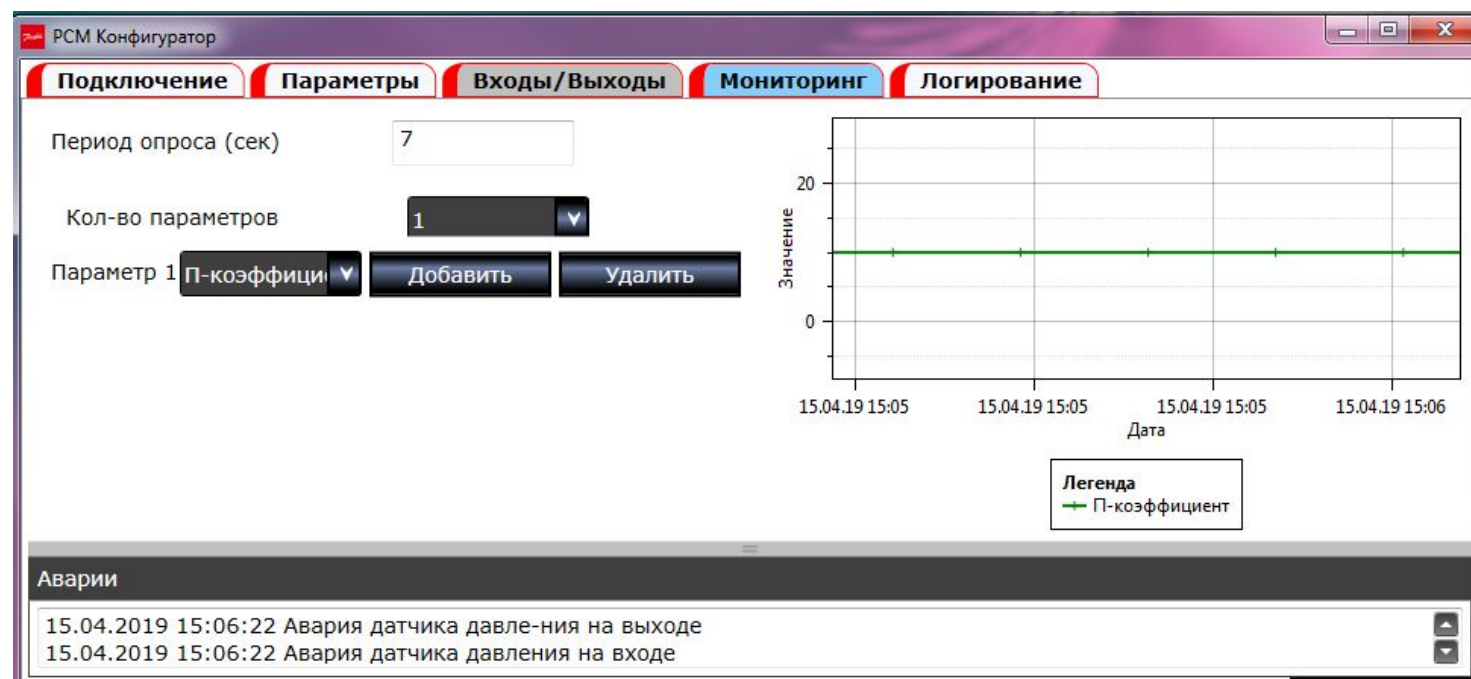 РСМ Конфигуратор
Подключение Параметры Входы/Выходы Мониторинг Логирование
Период опроса (сек) 7
Кол-во параметров 1
Параметр 1 П-коэффици Добавить Удалить
20
0
Значение
15.04.19 15:05 15.04.19 15:05 15.04.19 15:05 15.04.19 15:06
Дата
Легенда
П-коэффициент
Аварии
15.04.2019 15:06:22 Авария датчика давле-ния на выходе
15.04.2019 15:06:22 Авария датчика давления на входе